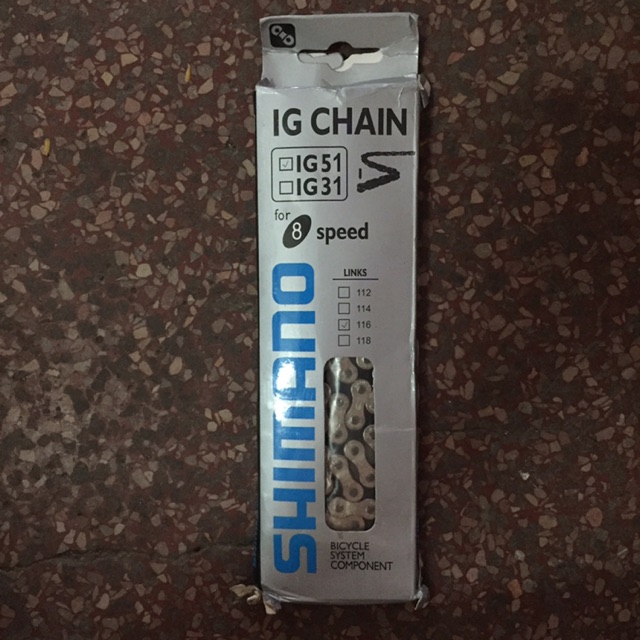 IG CHAIN
IG51
IG31
for 8 speed
LINKS
112
114
116
118
SHIMANO
BICYCLE
SYSTEM
COMPONENT